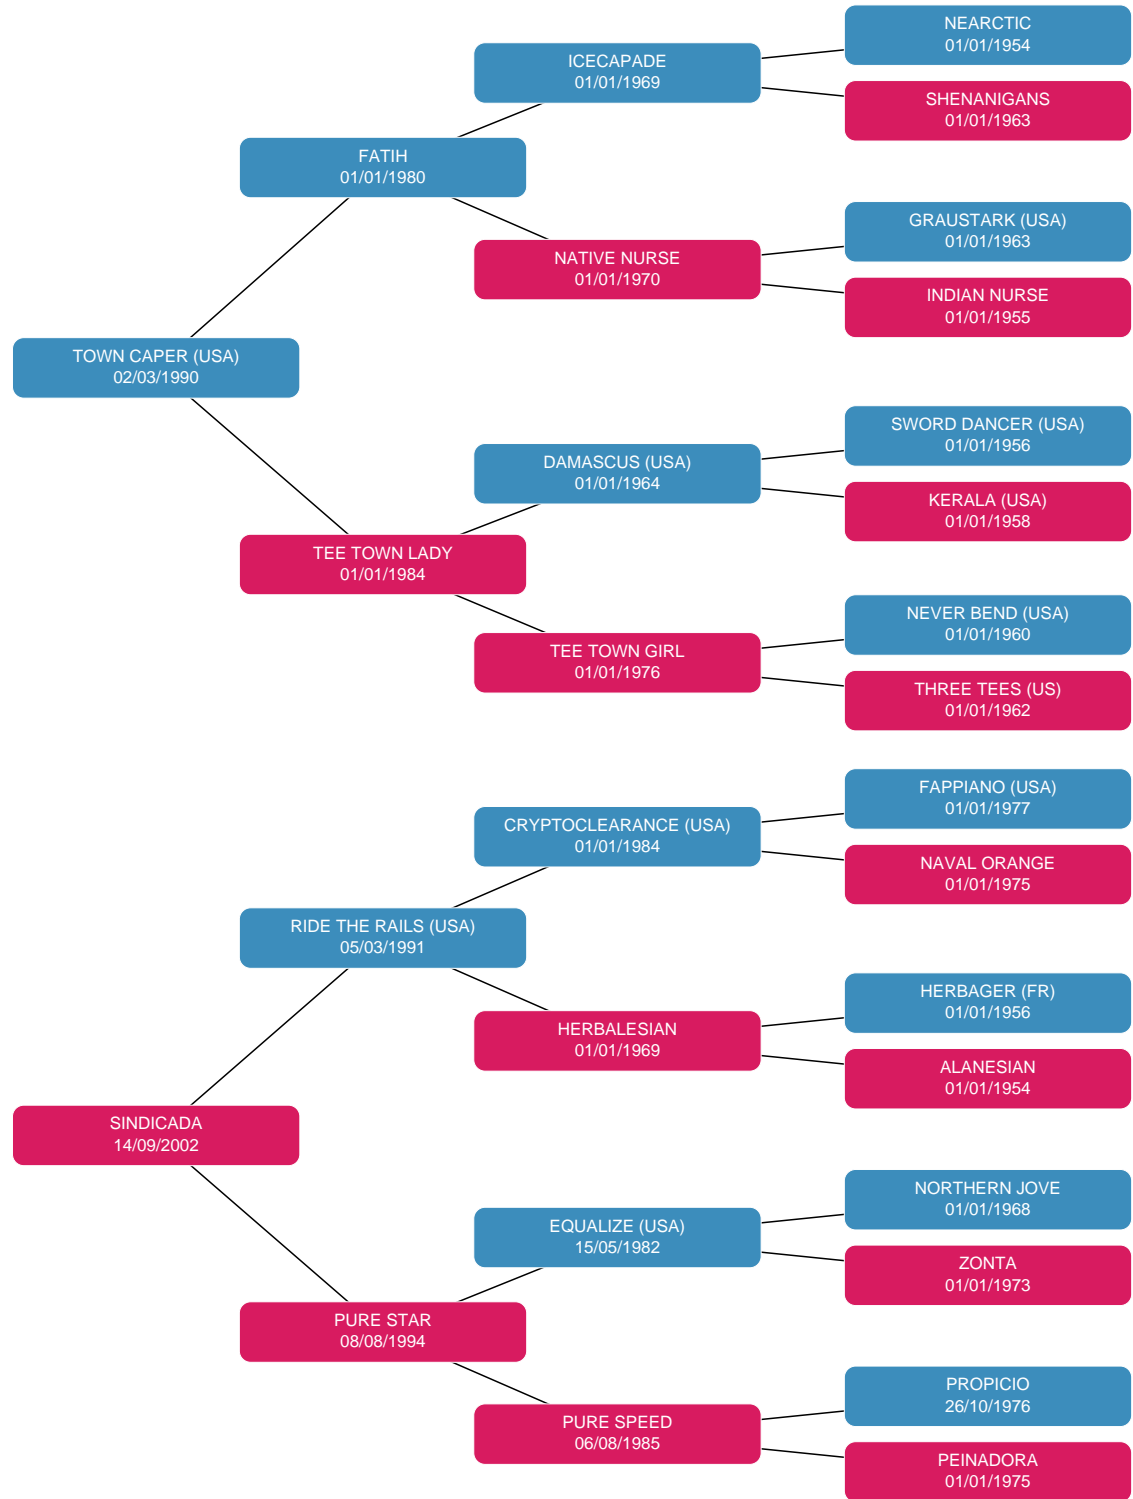 NEARCTIC
01/01/1954
ICECAPADE
01/01/1969
SHENANIGANS
01/01/1963
FATIH
01/01/1980
GRAUSTARK (USA)
01/01/1963
NATIVE NURSE
01/01/1970
INDIAN NURSE
01/01/1955
TOWN CAPER (USA)
02/03/1990
SWORD DANCER (USA)
01/01/1956
DAMASCUS (USA)
01/01/1964
KERALA (USA)
01/01/1958
TEE TOWN LADY
01/01/1984
NEVER BEND (USA)
01/01/1960
TEE TOWN GIRL
01/01/1976
THREE TEES (US)
01/01/1962
FAPPIANO (USA)
01/01/1977
CRYPTOCLEARANCE (USA)
01/01/1984
NAVAL ORANGE
01/01/1975
RIDE THE RAILS (USA)
05/03/1991
HERBAGER (FR)
01/01/1956
HERBALESIAN
01/01/1969
ALANESIAN
01/01/1954
SINDICADA
14/09/2002
NORTHERN JOVE
01/01/1968
EQUALIZE (USA)
15/05/1982
ZONTA
01/01/1973
PURE STAR
08/08/1994
PROPICIO
26/10/1976
PURE SPEED
06/08/1985
PEINADORA
01/01/1975